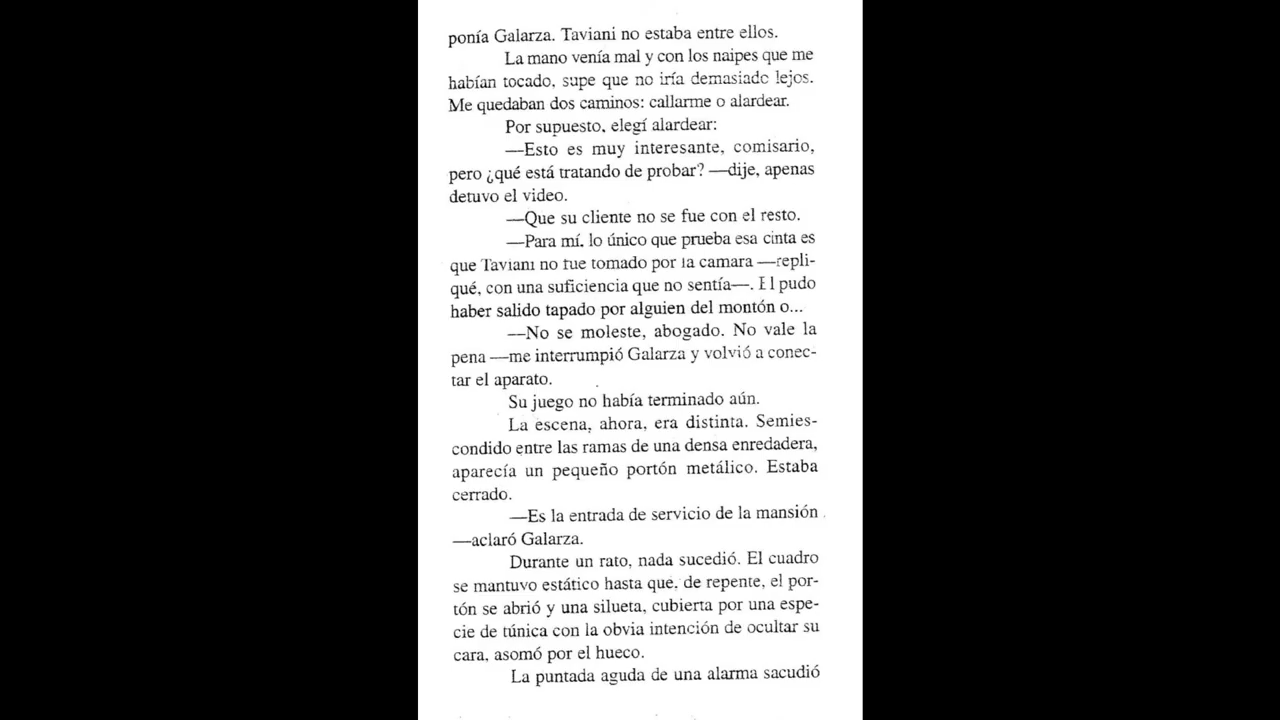 ponía Galarza. Taviani no estaba entre ellos.
La mano venía mal y con los naipes que me
habían tocado, supe que no iría demasiado lejos.
Me quedaban dos caminos: callarme o alardear.
Por supuesto, elegí alardear:
—Esto es muy interesante, comisario,
pero ¿qué está tratando de probar? —dije, apenas
detuvo el video.
—Que su cliente no se fue con el resto.
—Para mí, lo único que prueba esa cinta es
que Taviani no fue tomado por la camara —repli-
qué, con una suficiencia que no sentía—. El pudo
haber salido tapado por alguien del montón o...
—No se moleste, abogado. No vale la
pena —me interrumpió Galarza y volvió a conec-
tar el aparato.
Su juego no había terminado aún.
La escena, ahora, era distinta. Semies-
condido entre las ramas de una densa enredadera,
aparecía un pequeño portón metálico. Estaba
cerrado.
—Es la entrada de servicio de la mansión
—aclaró Galarza.
Durante un rato, nada sucedió. El cuadro
se mantuvo estático hasta que, de repente, el por-
tón se abrió y una silueta, cubierta por una espe-
cie de túnica con la obvia intención de ocultar su
cara, asomó por el hueco.
La puntada aguda de una alarma sacudió